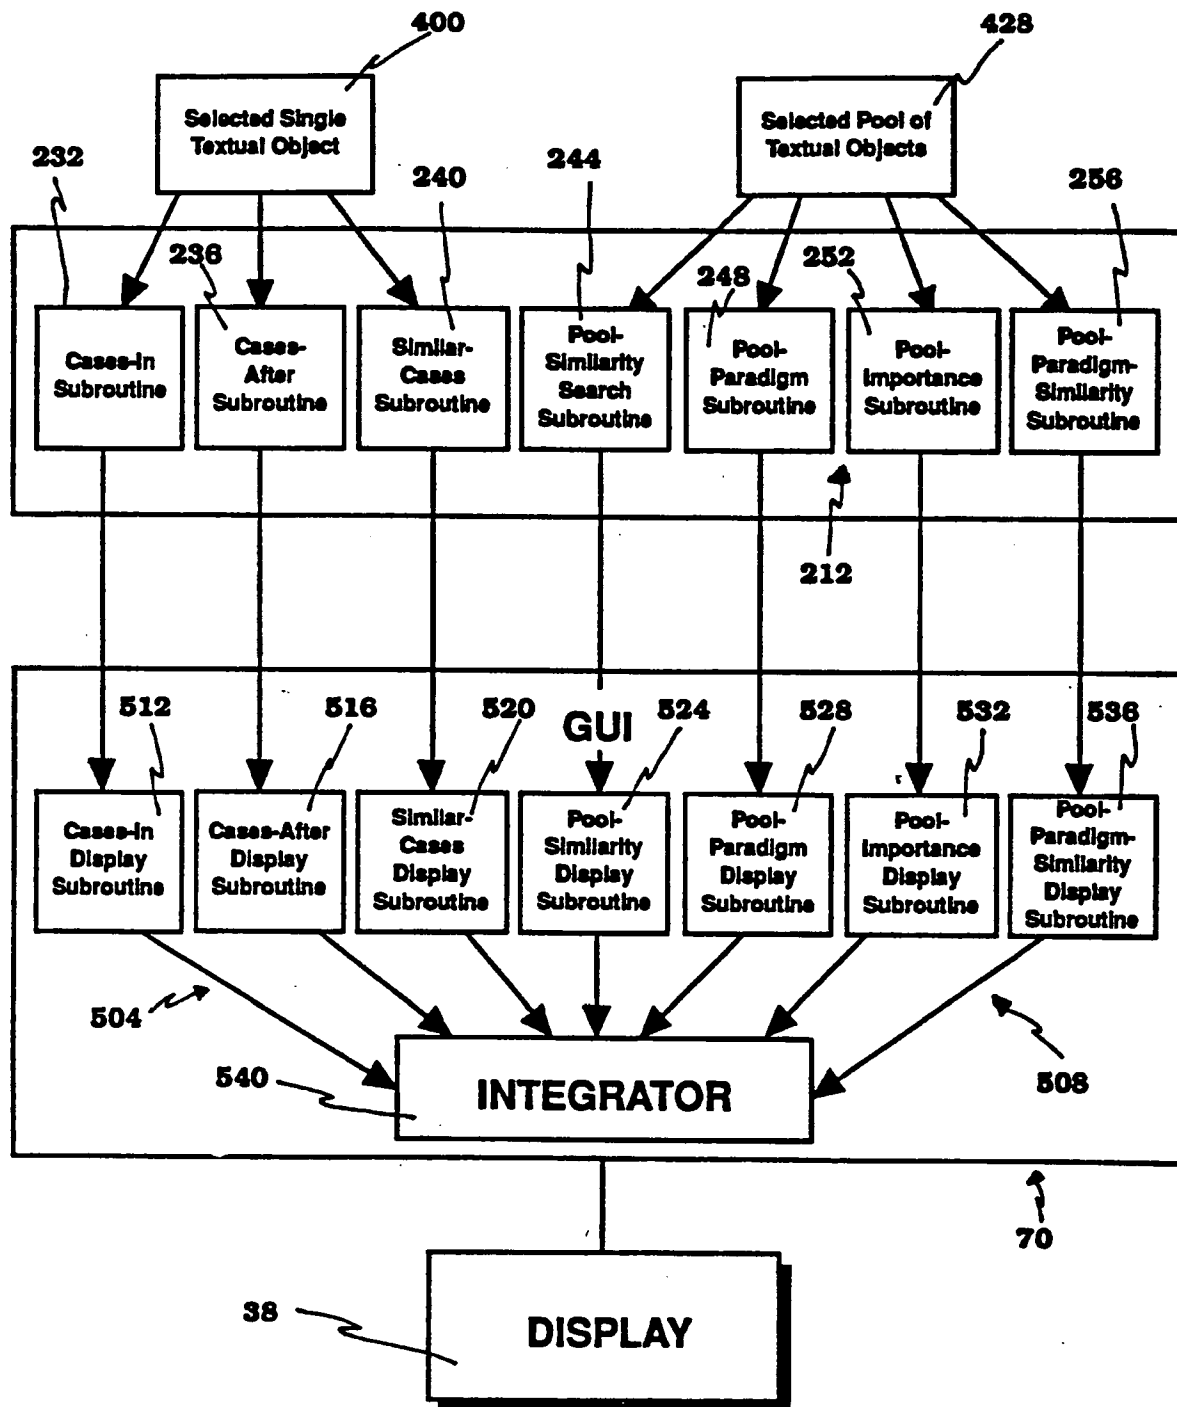 400
428
Selected Single
Textual Object
Selected Pool of
Textual Objects
232
240
244
256
236
248
252
Cases-In
Subroutine
Cases-
After
Subroutine
Similar-
Cases
Subroutine
Pool-
Similarity
Search
Subroutine
Pool-
Paradigm
Subroutine
Pool-
Importance
Subroutine
Pool-
Paradigm-
Similarity
Subroutine
212
GUI
512
516
520
524
528
532
536
Cases-In
Display
Subroutine
Cases-After
Display
Subroutine
Similar-
Cases
Display
Subroutine
Pool-
Similarity
Display
Subroutine
Pool-
Paradigm
Display
Subroutine
Pool-
Importance
Display
Subroutine
Pool-
Paradigm-
Similarity
Display
Subroutine
504
508
540
INTEGRATOR
70
38
DISPLAY